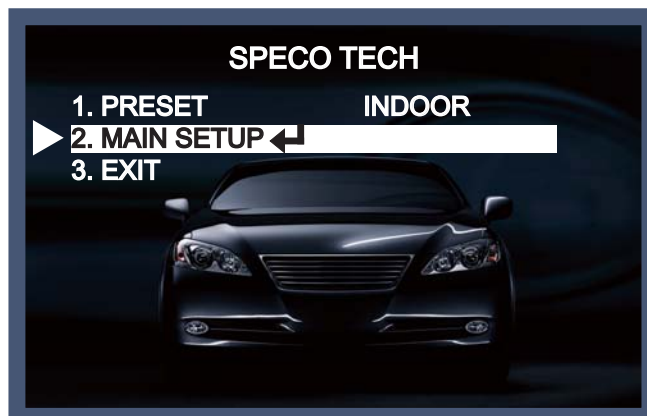 SPECO TECH
1. PRESET INDOOR
2. MAIN SETUP ↵
3. EXIT